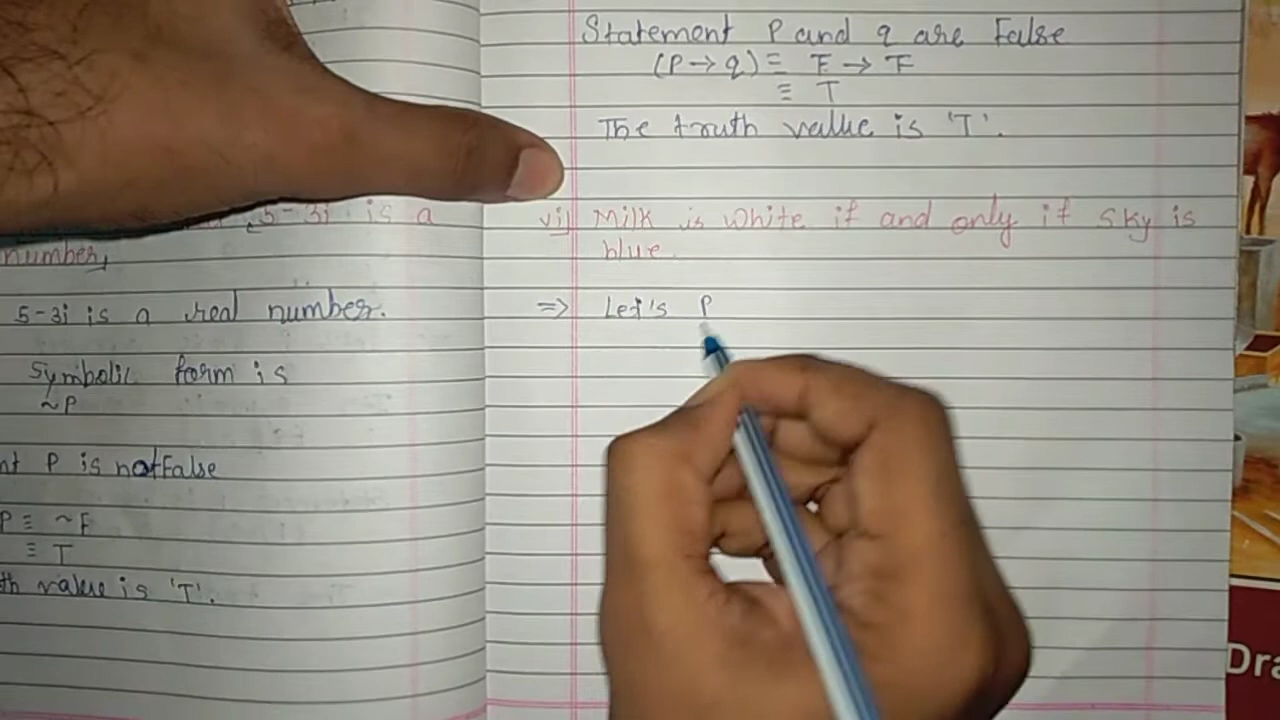 5-3i is a
number,
5-3i is a real number.
Symbolic form is
~P
P is not False
P ≡ ~F
≡ T
value is 'T'.
Statement P and q are False
(P → q) ≡ F → F
≡ T
The truth value is 'T'.
vi) Milk is white if and only if sky is
blue.
=> Let's P
Dra